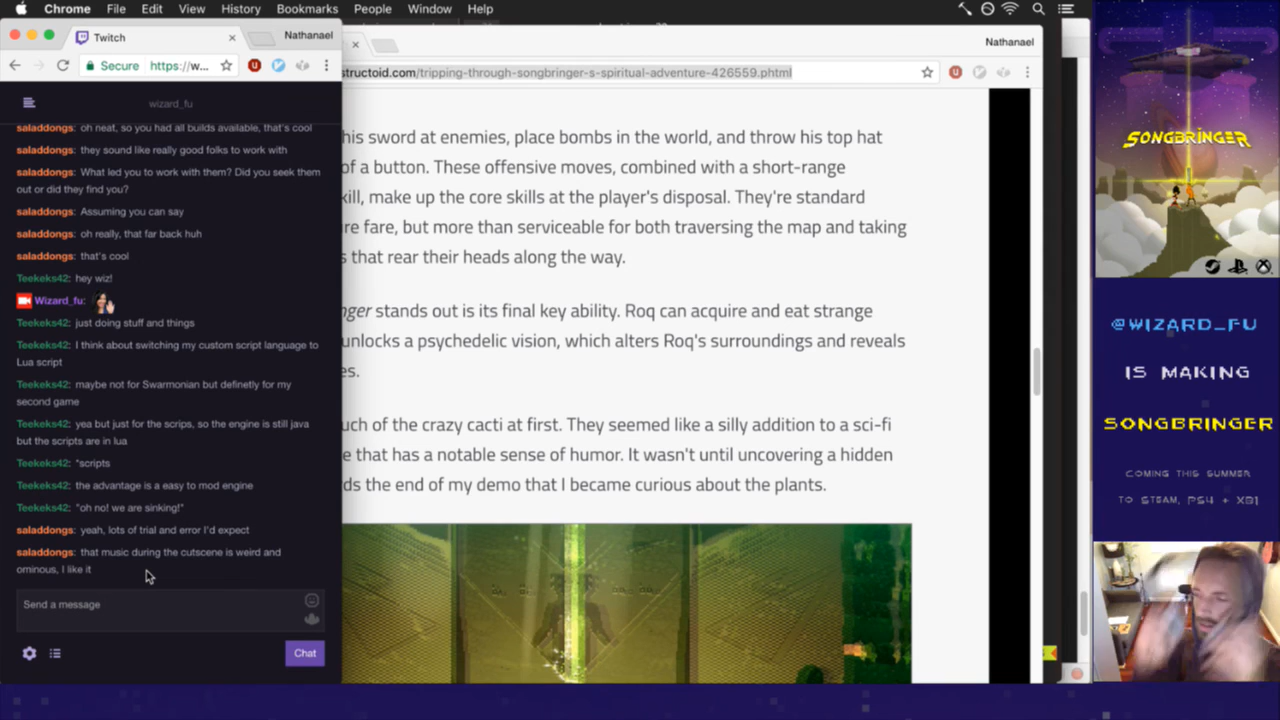 Chrome File Edit View History Bookmarks People Window Help
Twitch
Nathanael
Secure https://w...
wizard_fu
saladdongs: oh neat, so you had all builds available, that's cool
saladdongs: they sound like really good folks to work with
saladdongs: What led you to work with them? Did you seek them
out or did they find you?
saladdongs: Assuming you can say
saladdongs: oh really, that far back huh
saladdongs: that's cool
Teekeks42: hey wiz!
Wizard_fu:
Teekeks42: just doing stuff and things
Teekeks42: I think about switching my custom script language to
Lua script
Teekeks42: maybe not for Swarmonian but definetly for my
second game
Teekeks42: yea but just for the scrips, so the engine is still java
but the scripts are in lua
Teekeks42: *scripts
Teekeks42: the advantage is a easy to mod engine
Teekeks42: "oh no! we are sinking!"
saladdongs: yeah, lots of trial and error I'd expect
saladdongs: that music during the cutscene is weird and
ominous, I like it
Send a message
Chat
Nathanael
structoid.com/tripping-through-songbringer-s-spiritual-adventure-426559.phtml
his sword at enemies, place bombs in the world, and throw his top hat
of a button. These offensive moves, combined with a short-range
kill, make up the core skills at the player's disposal. They're standard
re fare, but more than serviceable for both traversing the map and taking
s that rear their heads along the way.
nger stands out is its final key ability. Roq can acquire and eat strange
unlocks a psychedelic vision, which alters Roq's surroundings and reveals
es.
uch of the crazy cacti at first. They seemed like a silly addition to a sci-fi
e that has a notable sense of humor. It wasn't until uncovering a hidden
ds the end of my demo that I became curious about the plants.
SONGBRINGER
@WIZARD_FU
IS MAKING
SONGBRINGER
COMING THIS SUMMER
TO STEAM, PS4 + XB1